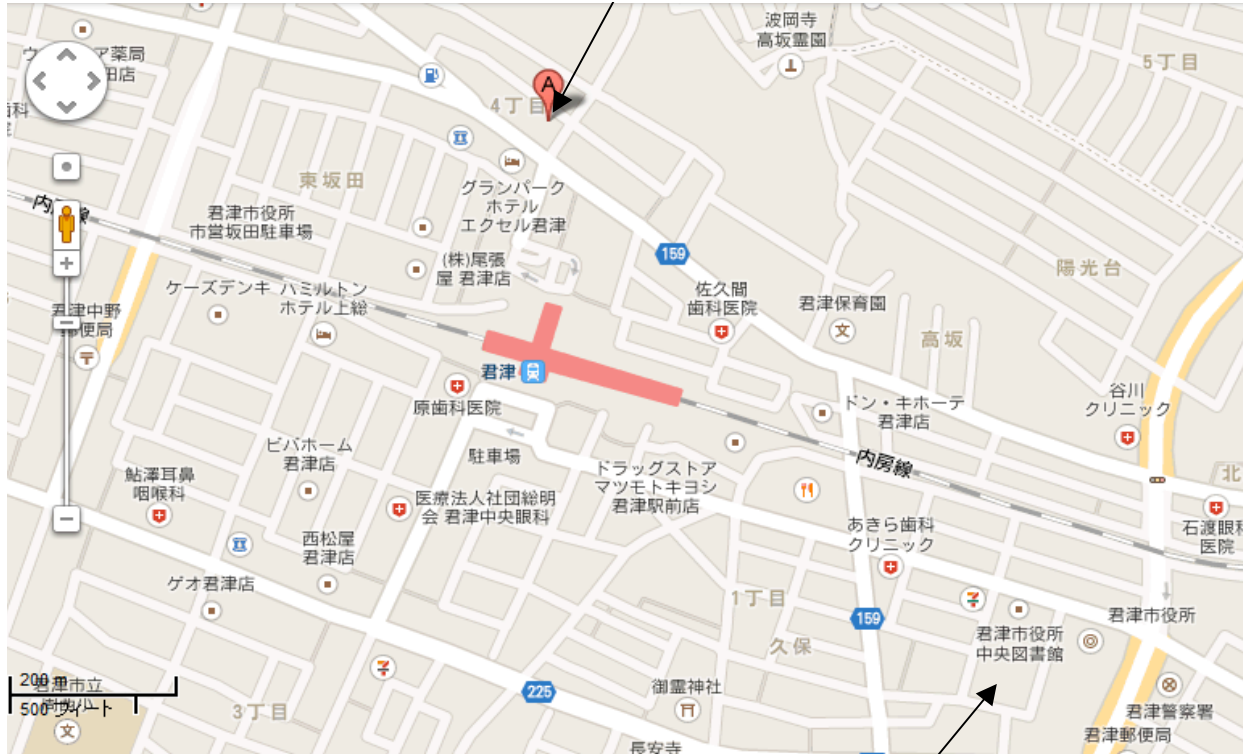 波岡寺
高坂霊園
5丁目
ア薬局
田店
A
4丁目
東坂田
グランパーク
ホテル
エクセル君津
内房線
君津市役所
市営坂田駐車場
159
陽光台
(株)尾張
屋 君津店
佐久間
歯科医院
君津保育園
ケーズデンキ
ハミルトン
ホテル上総
君津中野
郵便局
高坂
君津
谷川
クリニック
原歯科医院
ドン・キホーテ
君津店
ビバホーム
君津店
駐車場
内房線
鮎澤耳鼻
咽喉科
ドラッグストア
マツモトキヨシ
君津駅前店
北
医療法人社団総明
会 君津中央眼科
あきら歯科
クリニック
石渡眼科
医院
西松屋
君津店
ゲオ君津店
1丁目
159
君津市役所
久保
君津市役所
中央図書館
200 m
500 フィート
君津市立
225
御霊神社
3丁目
君津警察署
君津郵便局
長安寺